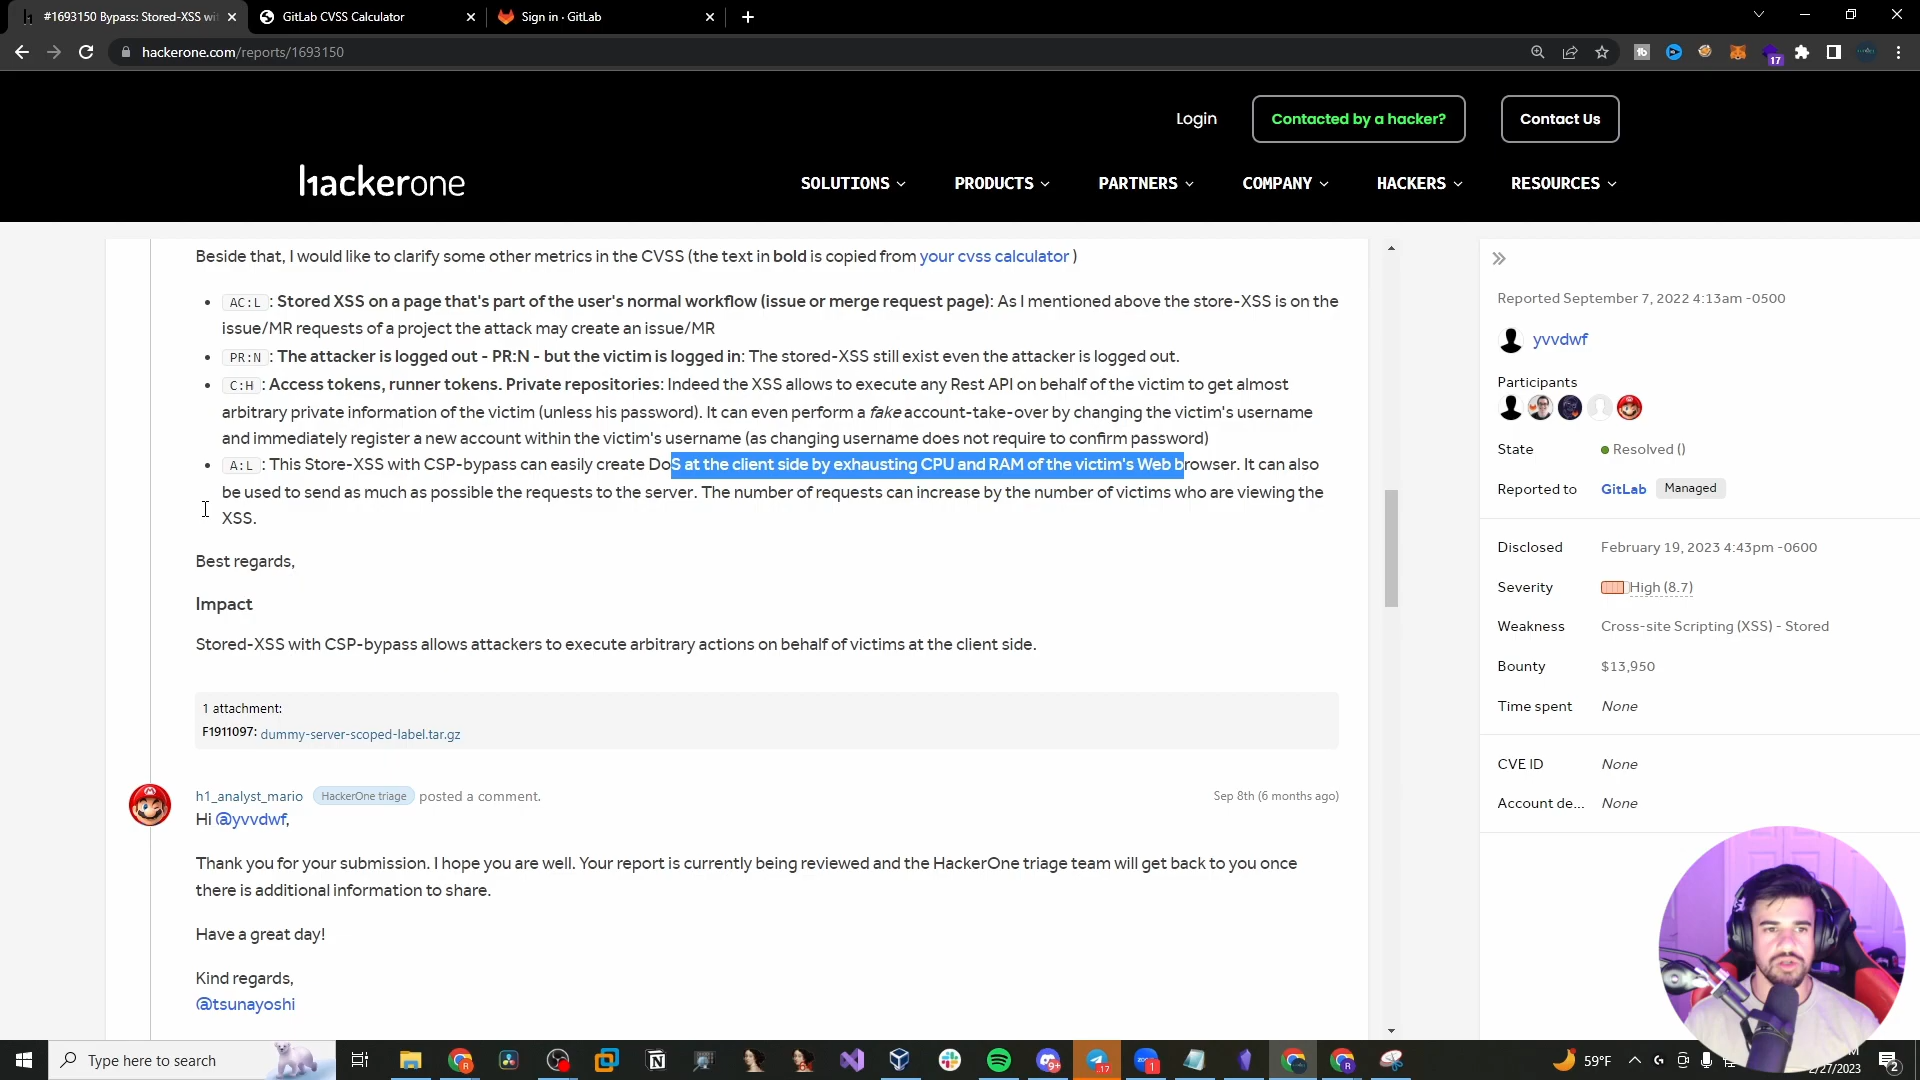 #1693150 Bypass: Stored-XSS wi
GitLab CVSS Calculator
Sign in · GitLab
hackerone.com/reports/1693150
17
Login
Contacted by a hacker?
Contact Us
hackerone
SOLUTIONS
PRODUCTS
PARTNERS
COMPANY
HACKERS
RESOURCES
Beside that, I would like to clarify some other metrics in the CVSS (the text in bold is copied from your cvss calculator )
AC:L : Stored XSS on a page that's part of the user's normal workflow (issue or merge request page): As I mentioned above the store-XSS is on the
issue/MR requests of a project the attack may create an issue/MR
PR:N : The attacker is logged out - PR:N - but the victim is logged in: The stored-XSS still exist even the attacker is logged out.
C:H : Access tokens, runner tokens. Private repositories: Indeed the XSS allows to execute any Rest API on behalf of the victim to get almost
arbitrary private information of the victim (unless his password). It can even perform a fake account-take-over by changing the victim's username
and immediately register a new account within the victim's username (as changing username does not require to confirm password)
A:L : This Store-XSS with CSP-bypass can easily create DoS at the client side by exhausting CPU and RAM of the victim's Web browser. It can also
be used to send as much as possible the requests to the server. The number of requests can increase by the number of victims who are viewing the
XSS.
Best regards,
Impact
Stored-XSS with CSP-bypass allows attackers to execute arbitrary actions on behalf of victims at the client side.
1 attachment:
F1911097: dummy-server-scoped-label.tar.gz
h1_analyst_mario HackerOne triage posted a comment. Sep 8th (6 months ago)
Hi @yvvdwf,
Thank you for your submission. I hope you are well. Your report is currently being reviewed and the HackerOne triage team will get back to you once
there is additional information to share.
Have a great day!
Kind regards,
@tsunayoshi
Reported September 7, 2022 4:13am -0500
yvvdwf
Participants
State Resolved ()
Reported to GitLab Managed
Disclosed February 19, 2023 4:43pm -0600
Severity High (8.7)
Weakness Cross-site Scripting (XSS) - Stored
Bounty $13,950
Time spent None
CVE ID None
Account de... None
Type here to search
59°F
2/27/2023